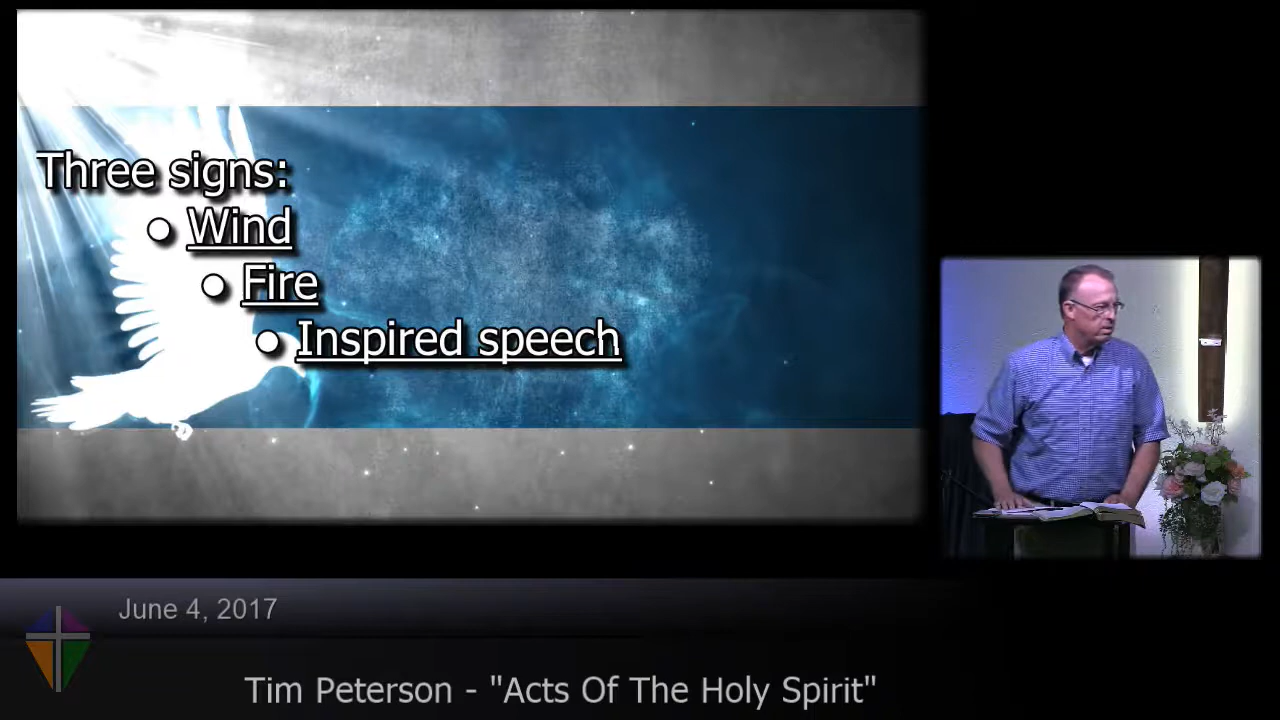 Three signs:
• Wind
• Fire
• Inspired speech
June 4, 2017
Tim Peterson - "Acts Of The Holy Spirit"